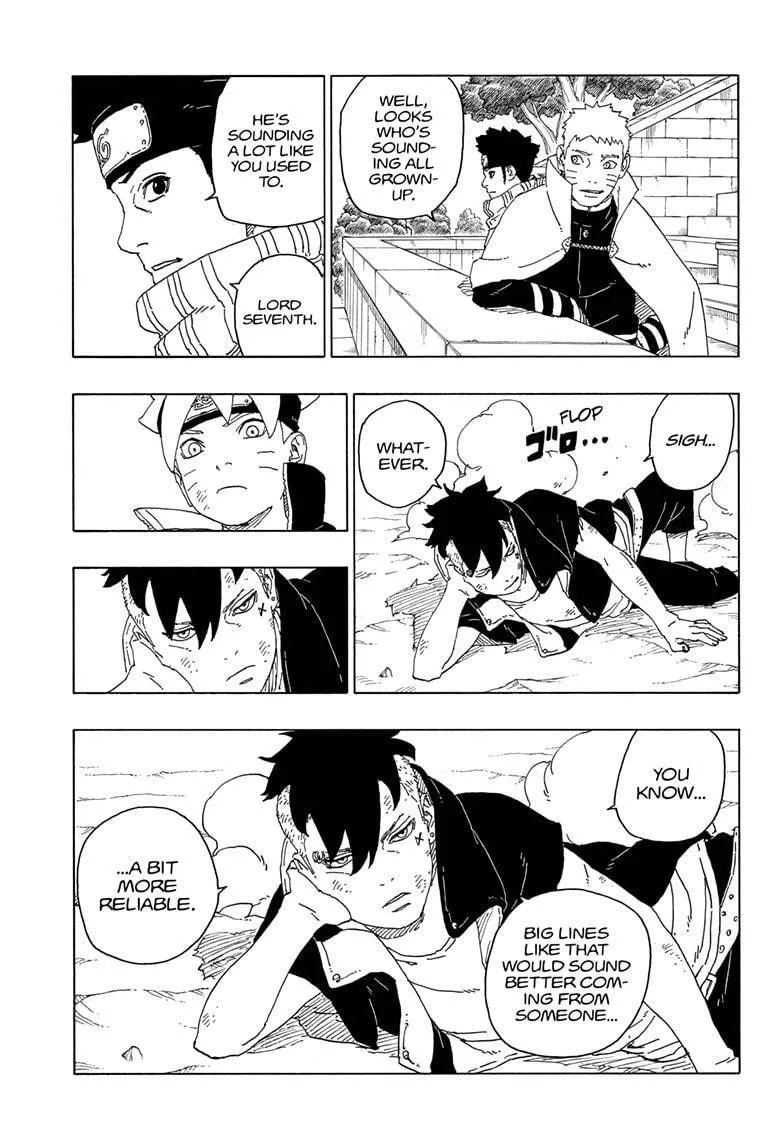 WELL,
LOOKS
WHO'S
SOUND-
ING ALL
GROWN-
UP.
HE'S
SOUNDING
A LOT LIKE
YOU USED
TO.
LORD
SEVENTH.
SIGH...
FLOP
ゴロ...
WHAT-
EVER.
YOU
KNOW...
BIG LINES
LIKE THAT
WOULD SOUND
BETTER COM-
ING FROM
SOMEONE...
...A BIT
MORE
RELIABLE.